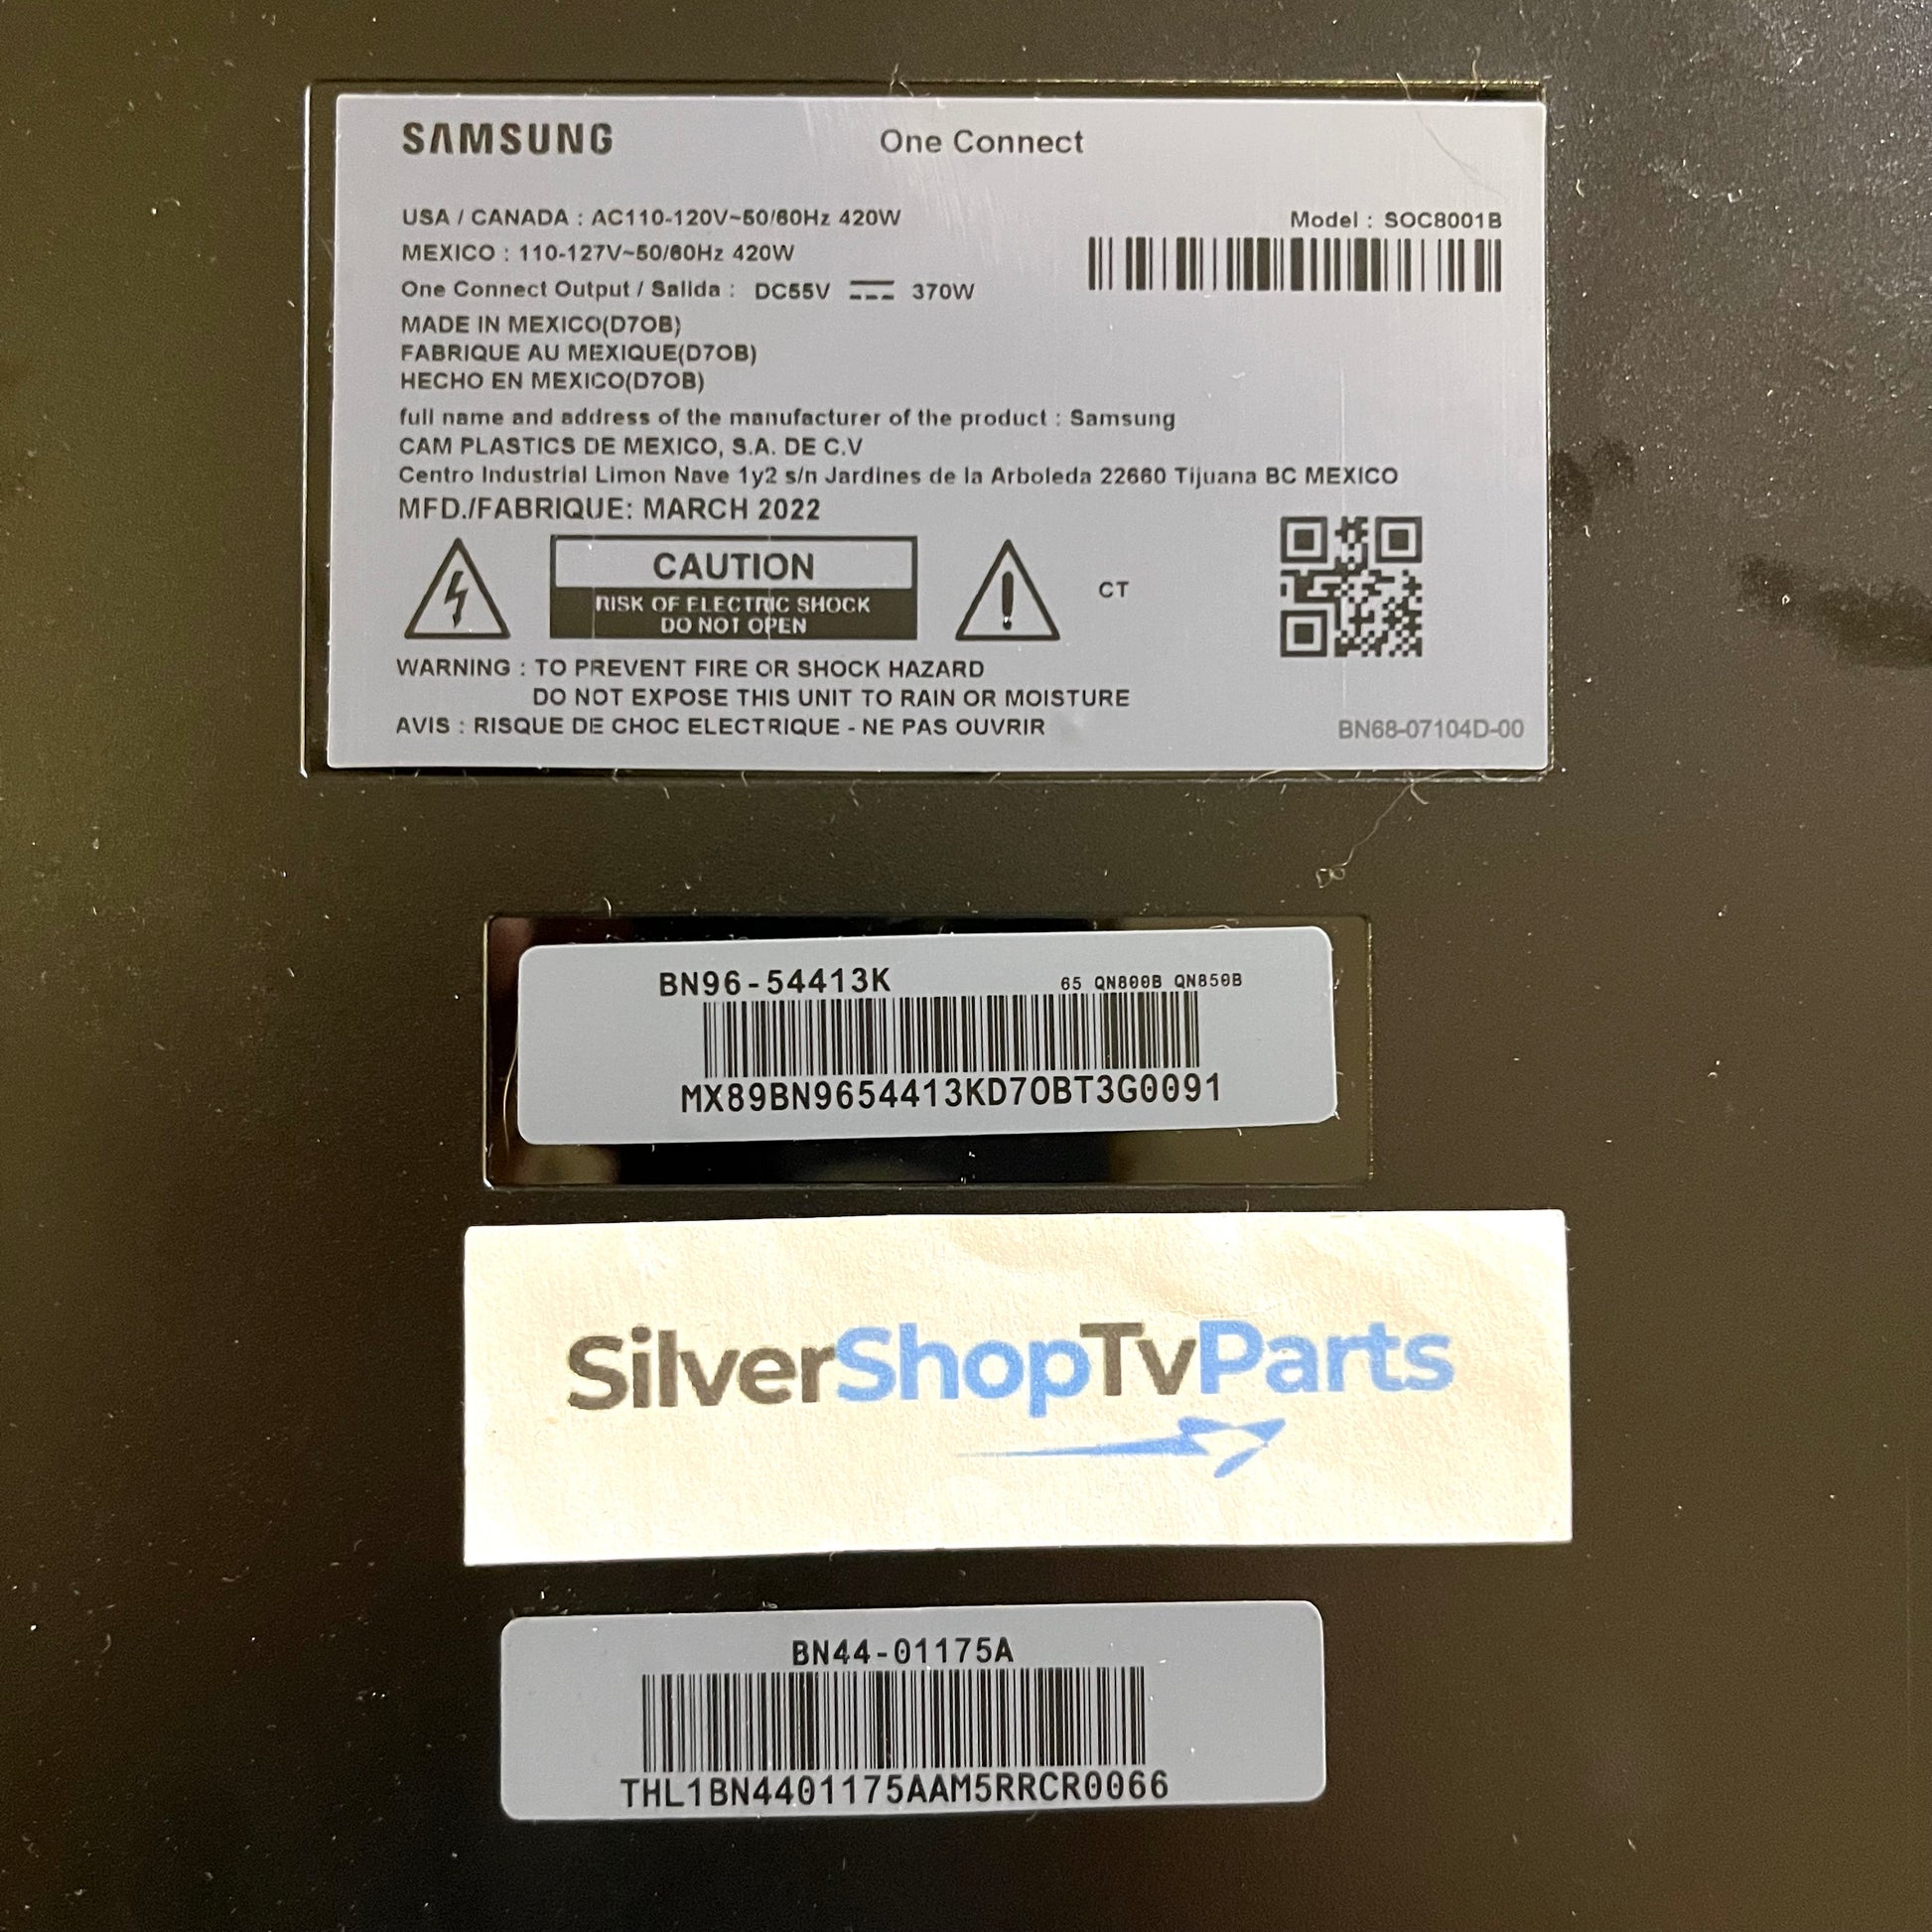 SAMSUNG One Connect
USA / CANADA : AC110-120V~50/60Hz 420W
Model : SOC8001B
MEXICO : 110-127V~50/60Hz 420W
One Connect Output / Salida : DC55V 370W
MADE IN MEXICO(D7OB)
FABRIQUE AU MEXIQUE(D7OB)
HECHO EN MEXICO(D7OB)
full name and address of the manufacturer of the product : Samsung
CAM PLASTICS DE MEXICO, S.A. DE C.V
Centro Industrial Limon Nave 1y2 s/n Jardines de la Arboleda 22660 Tijuana BC MEXICO
MFD./FABRIQUE: MARCH 2022
CAUTION
RISK OF ELECTRIC SHOCK
DO NOT OPEN
CT
WARNING : TO PREVENT FIRE OR SHOCK HAZARD
DO NOT EXPOSE THIS UNIT TO RAIN OR MOISTURE
AVIS : RISQUE DE CHOC ELECTRIQUE - NE PAS OUVRIR
BN68-07104D-00
BN96-54413K 65 QN800B QN850B
MX89BN9654413KD7OBT3G0091
SilverShopTvParts
BN44-01175A
THL1BN4401175AAM5RRCR0066